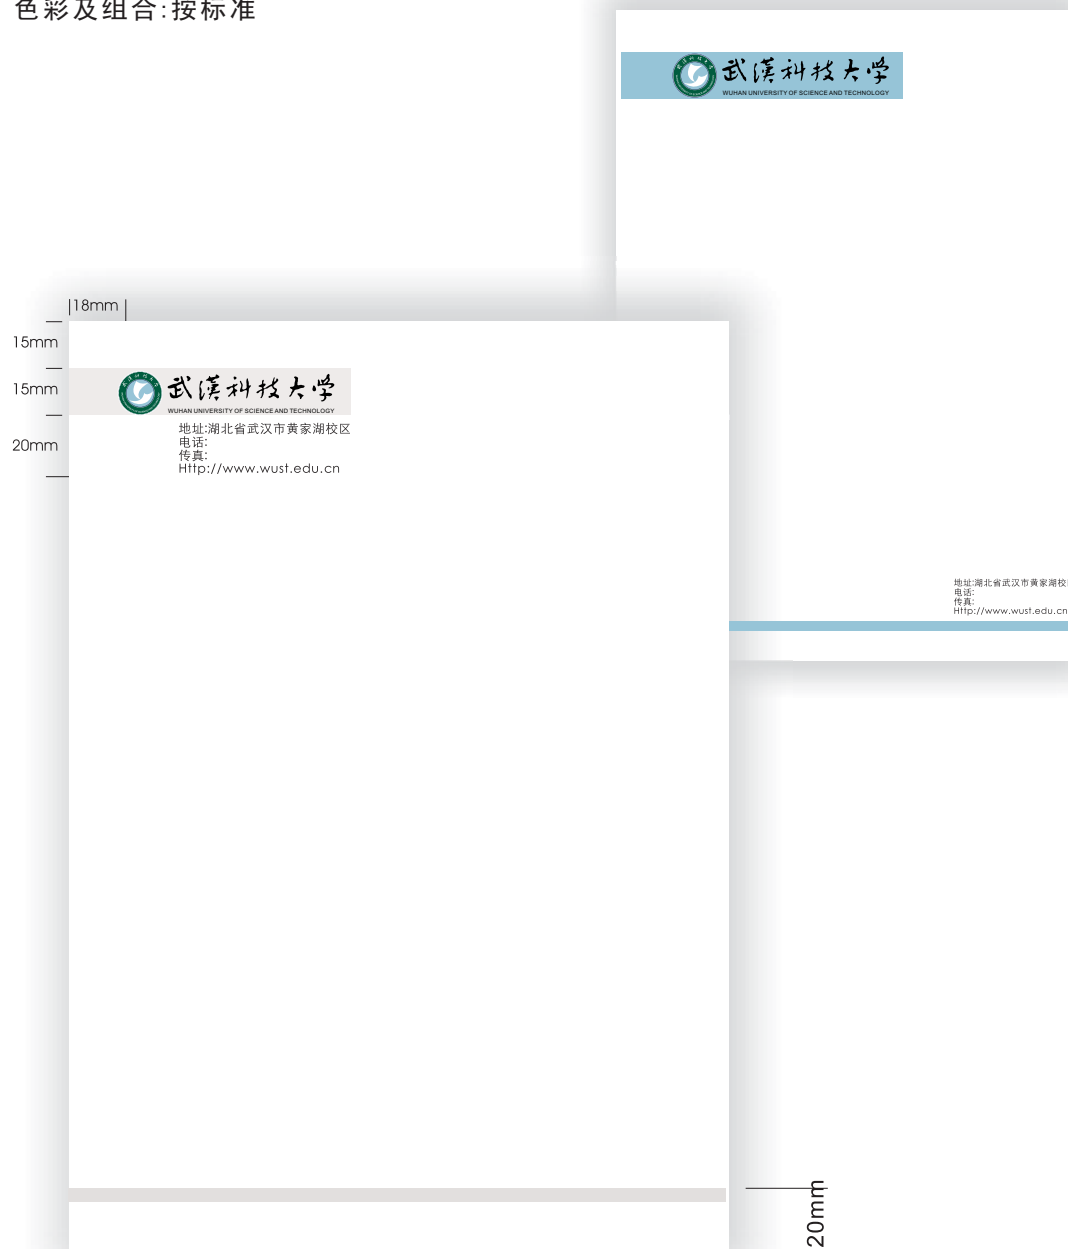 色彩及组合:按标准
武漢科技大学
WUHAN UNIVERSITY OF SCIENCE AND TECHNOLOGY
18mm
15mm
15mm
20mm
武漢科技大学
WUHAN UNIVERSITY OF SCIENCE AND TECHNOLOGY
地址:湖北省武汉市黄家湖校区
电话:
传真:
Http://www.wust.edu.cn
地址:湖北省武汉市黄家湖校
电话:
传真:
Http://www.wust.edu.cn
20mm